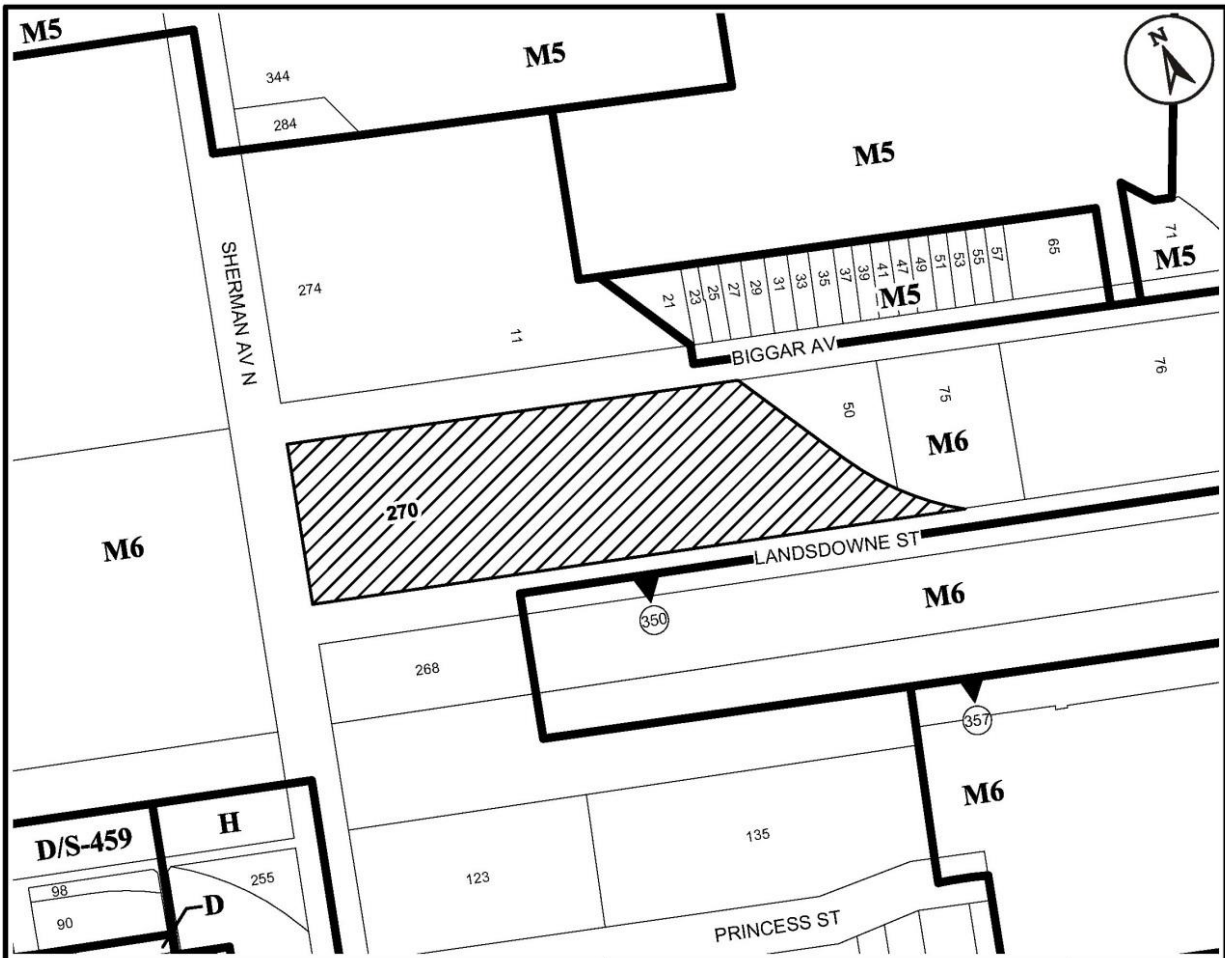 M5
M5
N
344
284
M5
SHERMAN AV N
274
11
21
23
25
27
29
31
33
35
37
39
41
47
49
51
53
55
57
65
71
M5
M5
BIGGAR AV
50
75
76
M6
270
M6
LANDSDOWNE ST
M6
350
268
357
M6
D/S-459
H
135
123
255
98
90
D
PRINCESS ST